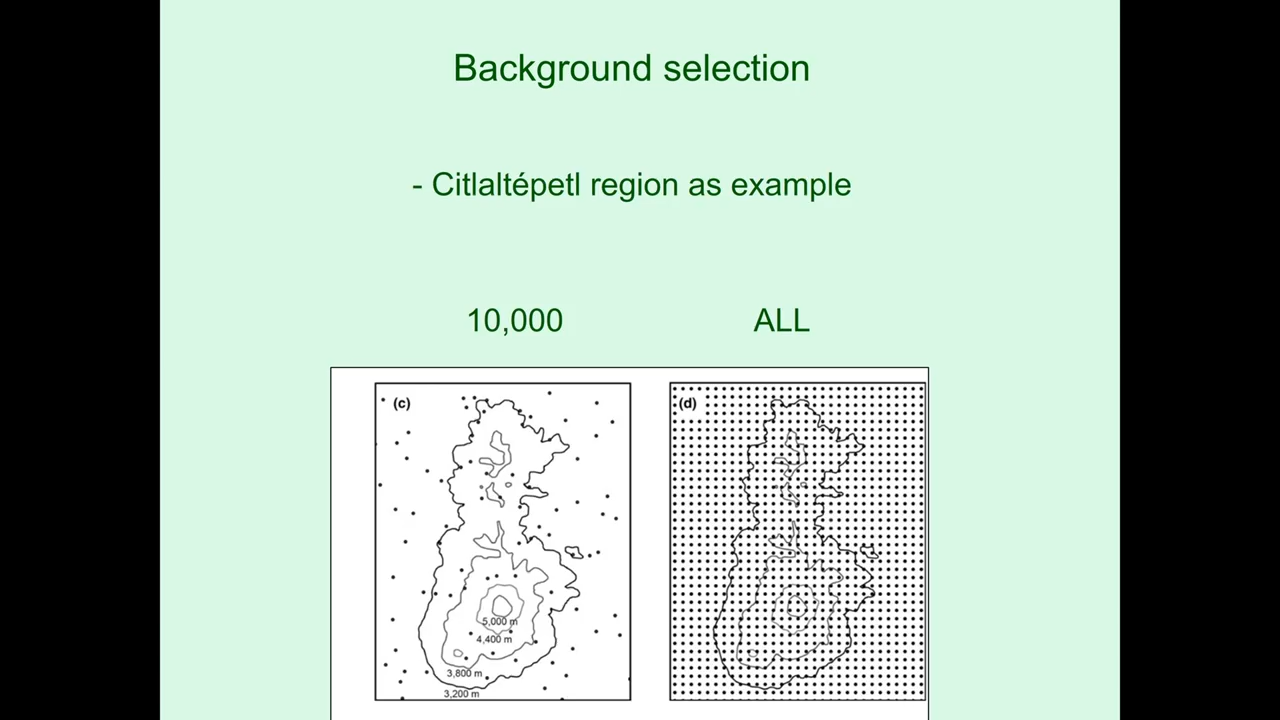 Background selection
- Citlaltépetl region as example
10,000 ALL
(c) (d)
5,000 m
4,400 m
3,800 m
3,200 m